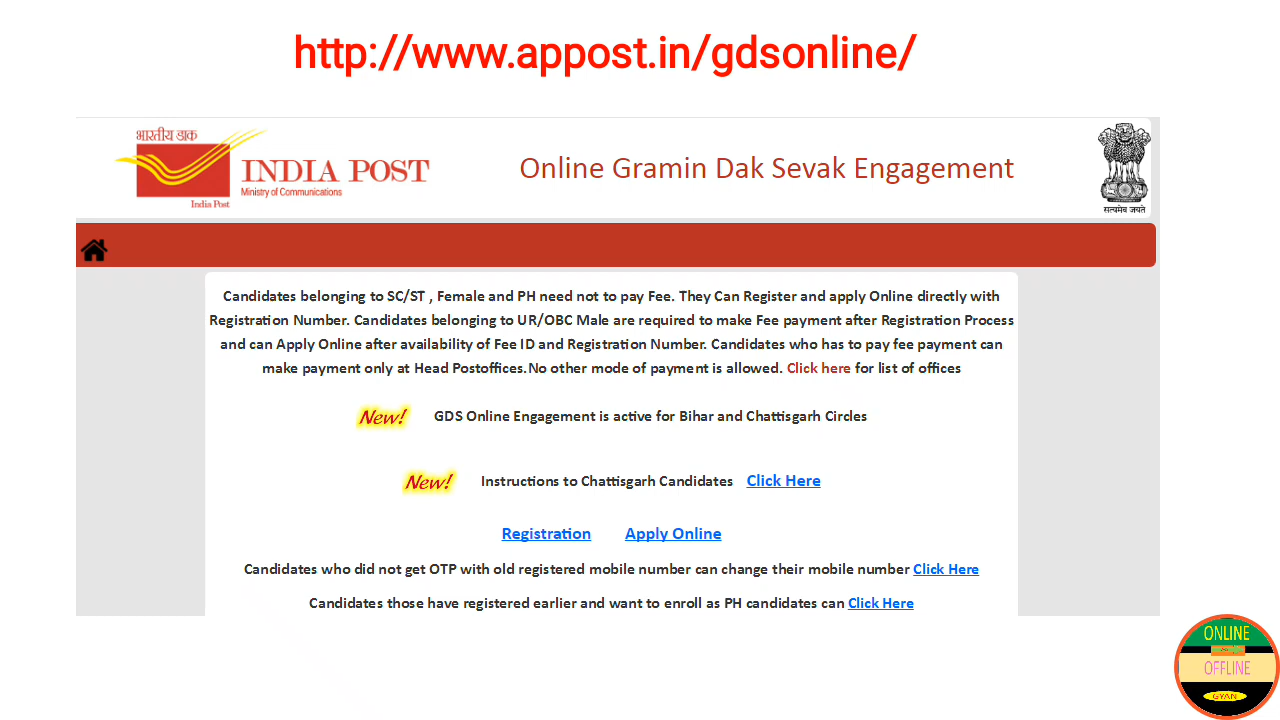 http://www.appost.in/gdsonline/
भारतीय डाक
INDIA POST
Ministry of Communications
India Post
Online Gramin Dak Sevak Engagement
सत्यमेव जयते
Candidates belonging to SC/ST , Female and PH need not to pay Fee. They Can Register and apply Online directly with
Registration Number. Candidates belonging to UR/OBC Male are required to make Fee payment after Registration Process
and can Apply Online after availability of Fee ID and Registration Number. Candidates who has to pay fee payment can
make payment only at Head Postoffices.No other mode of payment is allowed. Click here for list of offices
New! GDS Online Engagement is active for Bihar and Chattisgarh Circles
New! Instructions to Chattisgarh Candidates Click Here
Registration Apply Online
Candidates who did not get OTP with old registered mobile number can change their mobile number Click Here
Candidates those have registered earlier and want to enroll as PH candidates can Click Here
ONLINE
OFFLINE
GYAN